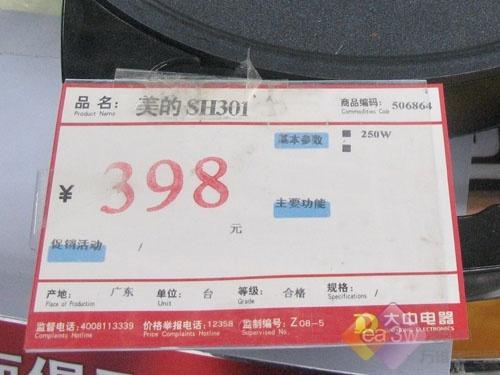 品 名： 美的 SH301 商品编码： 506864
Product Name Commodities Code
基本参数 ■ 250W
■
¥ 398 元
主要功能
促销活动 /
产地： 广东 单位： 台 等级： 合格 规格： /
Place of Production Unit Grade Specifications
监督电话：4008113339 价格举报电话：12358 监制编号：Z 08-5 大中电器
Complaints Hotline Price Complaints Hotline Supervised No. ELECTRONICS
ea3w